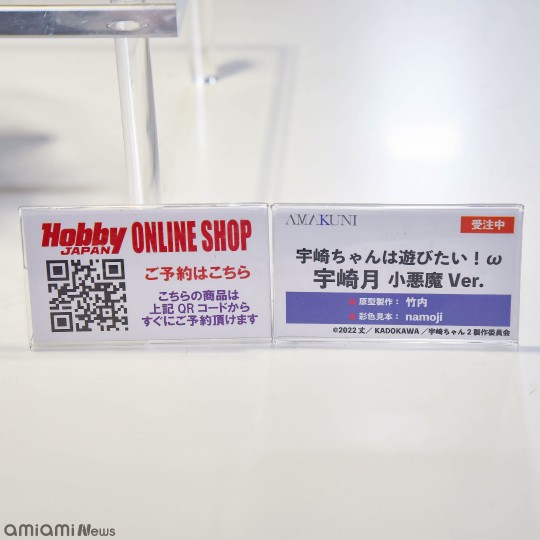 Hobby JAPAN ONLINE SHOP
ご予約はこちら
こちらの商品は
上記QRコードから
すぐにご予約頂けます
AMAKUNI
受注中
宇崎ちゃんは遊びたい！ω
宇崎月 小悪魔 Ver.
●原型製作：竹内
●彩色見本：namoji
©2022 丈／KADOKAWA／宇崎ちゃん2製作委員会
amiami News